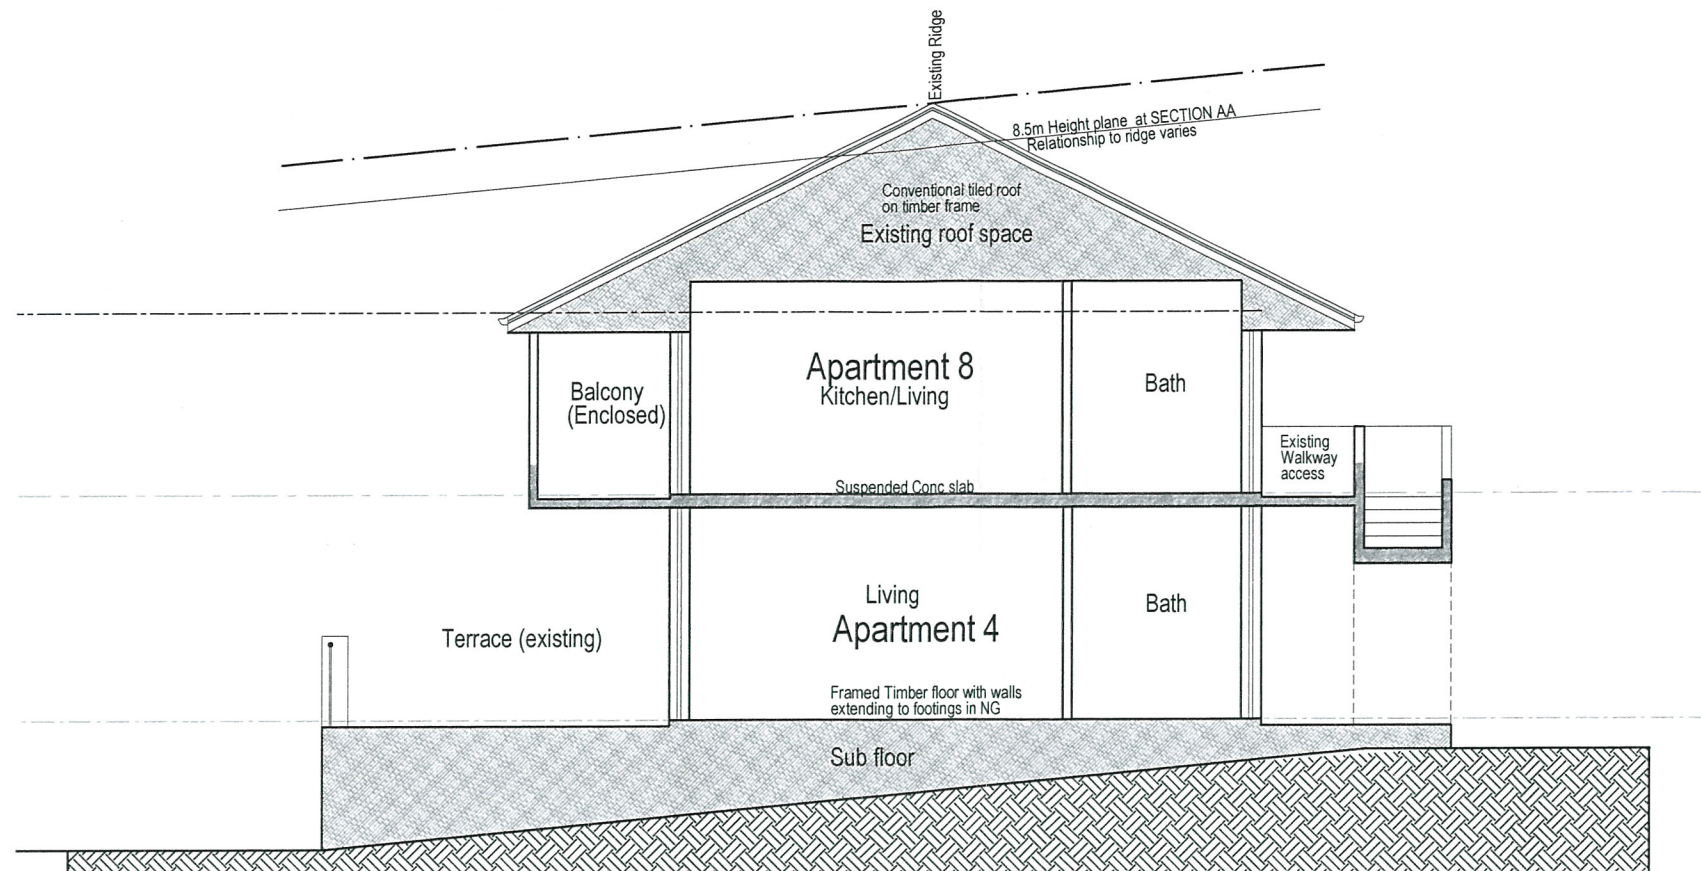 Existing Ridge
8.5m Height plane at SECTION AA
Relationship to ridge varies
Conventional tiled roof
on timber frame
Existing roof space
Apartment 8
Kitchen/Living
Balcony
(Enclosed)
Bath
Existing
Walkway
access
Suspended Conc slab
Living
Apartment 4
Bath
Terrace (existing)
Framed Timber floor with walls
extending to footings in NG
Sub floor